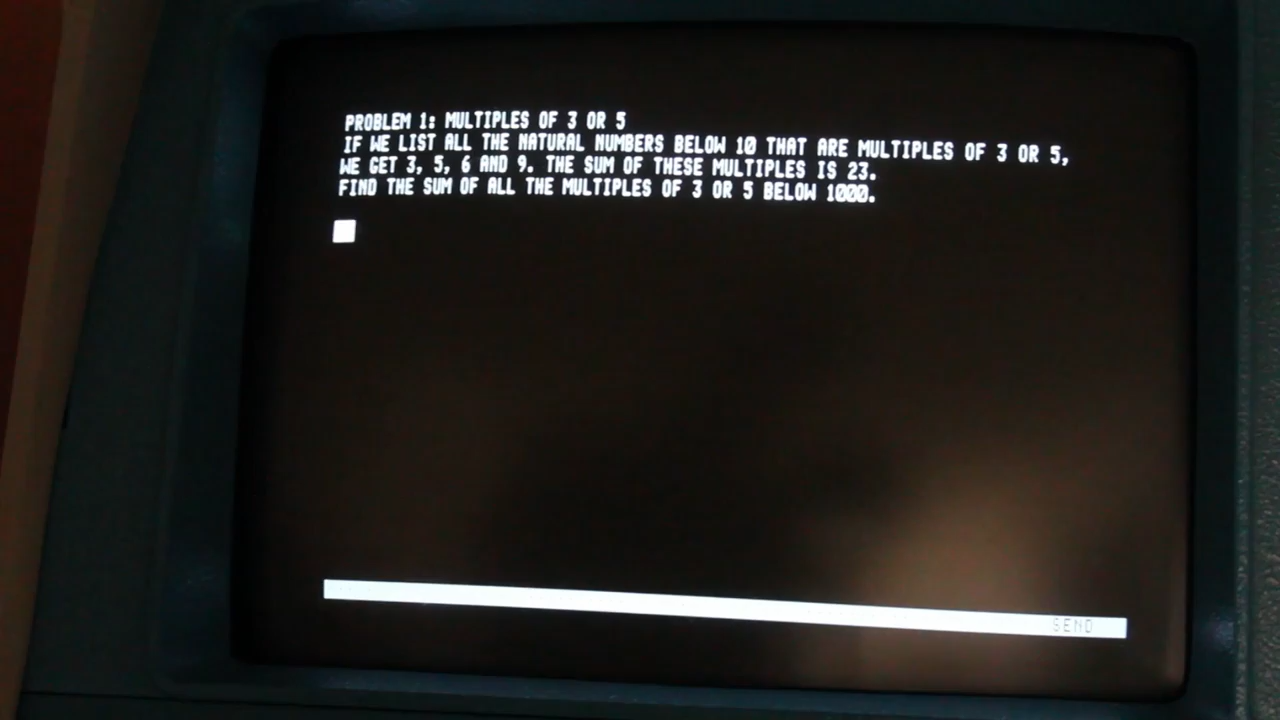 PROBLEM 1: MULTIPLES OF 3 OR 5
IF WE LIST ALL THE NATURAL NUMBERS BELOW 10 THAT ARE MULTIPLES OF 3 OR 5,
WE GET 3, 5, 6 AND 9. THE SUM OF THESE MULTIPLES IS 23.
FIND THE SUM OF ALL THE MULTIPLES OF 3 OR 5 BELOW 1000.
SEND